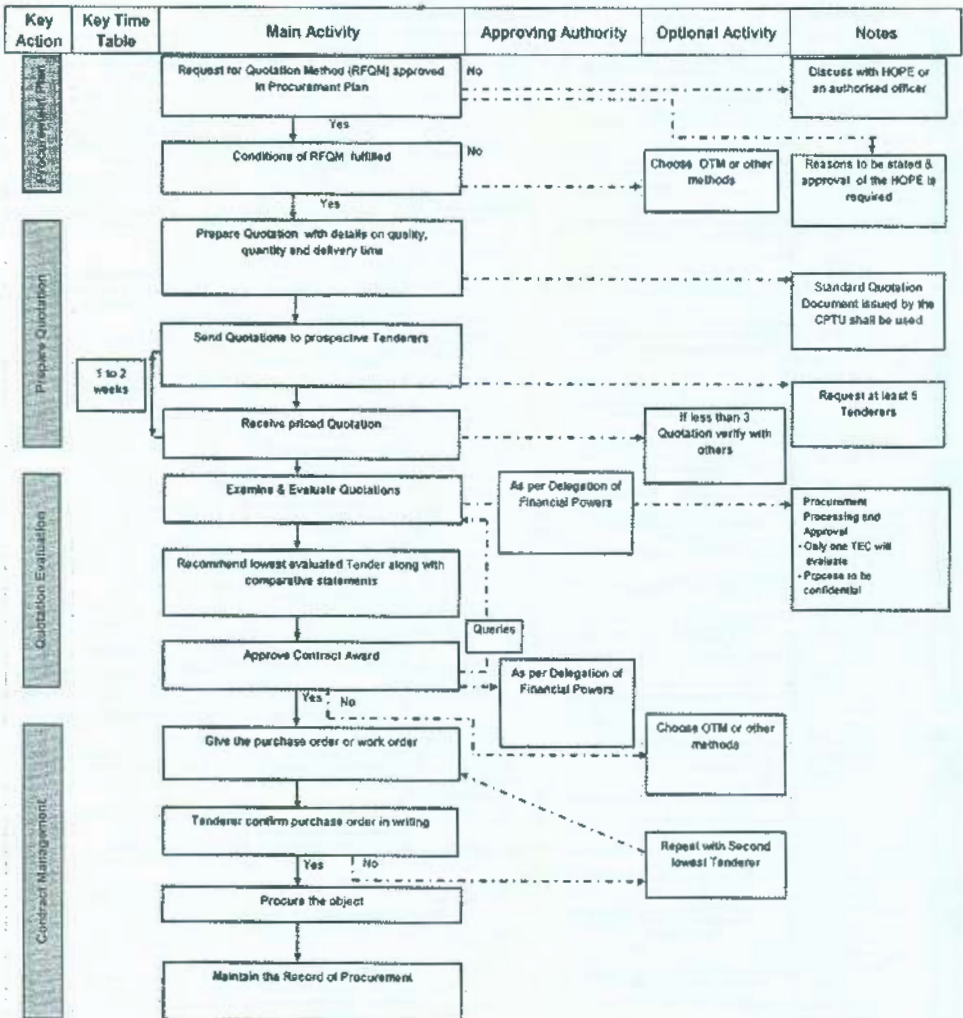 Key Action
Key Time Table
Main Activity
Approving Authority
Optional Activity
Notes
Procurement Plan
Request for Quotation Method (RFQM) approved
in Procurement Plan
No
Discuss with HOPE or
an authorised officer
Yes
Conditions of RFQM fulfilled
No
Choose OTM or other
methods
Reasons to be stated &
approval of the HOPE is
required
Yes
Prepare Quotation
Prepare Quotation with details on quality,
quantity and delivery time
Standard Quotation
Document issued by the
CPTU shall be used
Send Quotations to prospective Tenderers
1 to 2
weeks
Request at least 5
Tenderers
Receive priced Quotation
If less than 3
Quotation verify with
others
Quotation Evaluation
Examine & Evaluate Quotations
As per Delegation of
Financial Powers
Procurement
Processing and
Approval
- Only one TEC will
evaluate
- Process to be
confidential
Recommend lowest evaluated Tender along with
comparative statements
Queries
Approve Contract Award
As per Delegation of
Financial Powers
Yes
No
Contract Management
Give the purchase order or work order
Choose OTM or other
methods
Tenderer confirm purchase order in writing
Repeat with Second
lowest Tenderer
Yes
No
Procure the object
Maintain the Record of Procurement